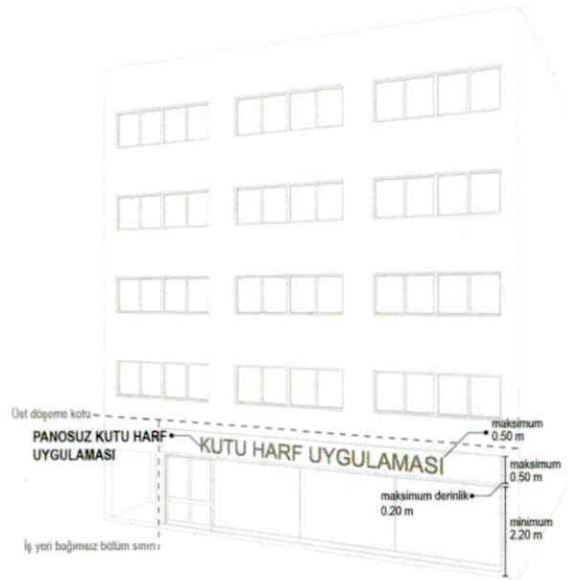 Üst döşeme kotu
PANOSUZ KUTU HARF
UYGULAMASI
KUTU HARF UYGULAMASI
maksimum
0.50 m
maksimum
0.50 m
maksimum derinlik
0.20 m
minimum
2.20 m
İş yeri bağımsız bölüm sınırı